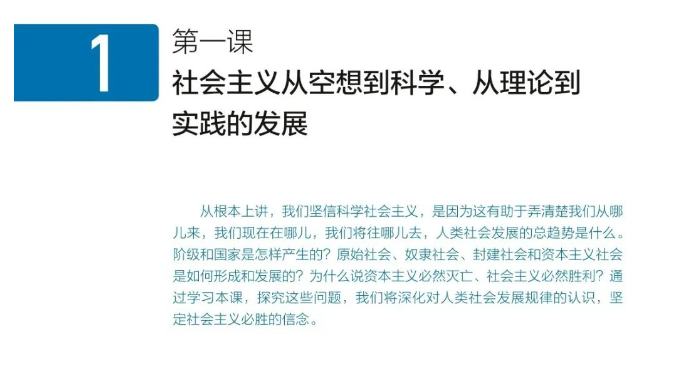 1
第一课
社会主义从空想到科学、从理论到
实践的发展
从根本上讲，我们坚信科学社会主义，是因为这有助于弄清楚我们从哪
儿来，我们现在在哪儿，我们将往哪儿去，人类社会发展的总趋势是什么。
阶级和国家是怎样产生的？原始社会、奴隶社会、封建社会和资本主义社会
是如何形成和发展的？为什么说资本主义必然灭亡、社会主义必然胜利？通
过学习本课，探究这些问题，我们将深化对人类社会发展规律的认识，坚
定社会主义必胜的信念。